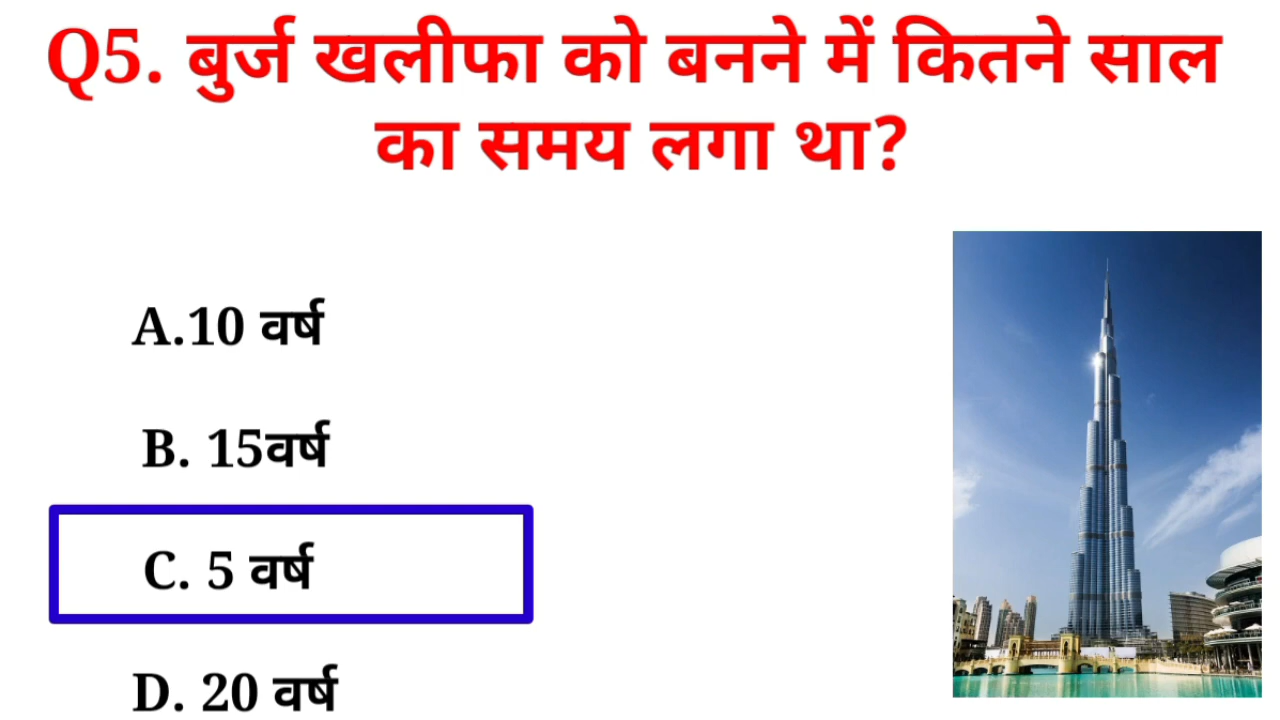 Q5. बुर्ज खलीफा को बनने में कितने साल
का समय लगा था?
A.10 वर्ष
B. 15वर्ष
C. 5 वर्ष
D. 20 वर्ष